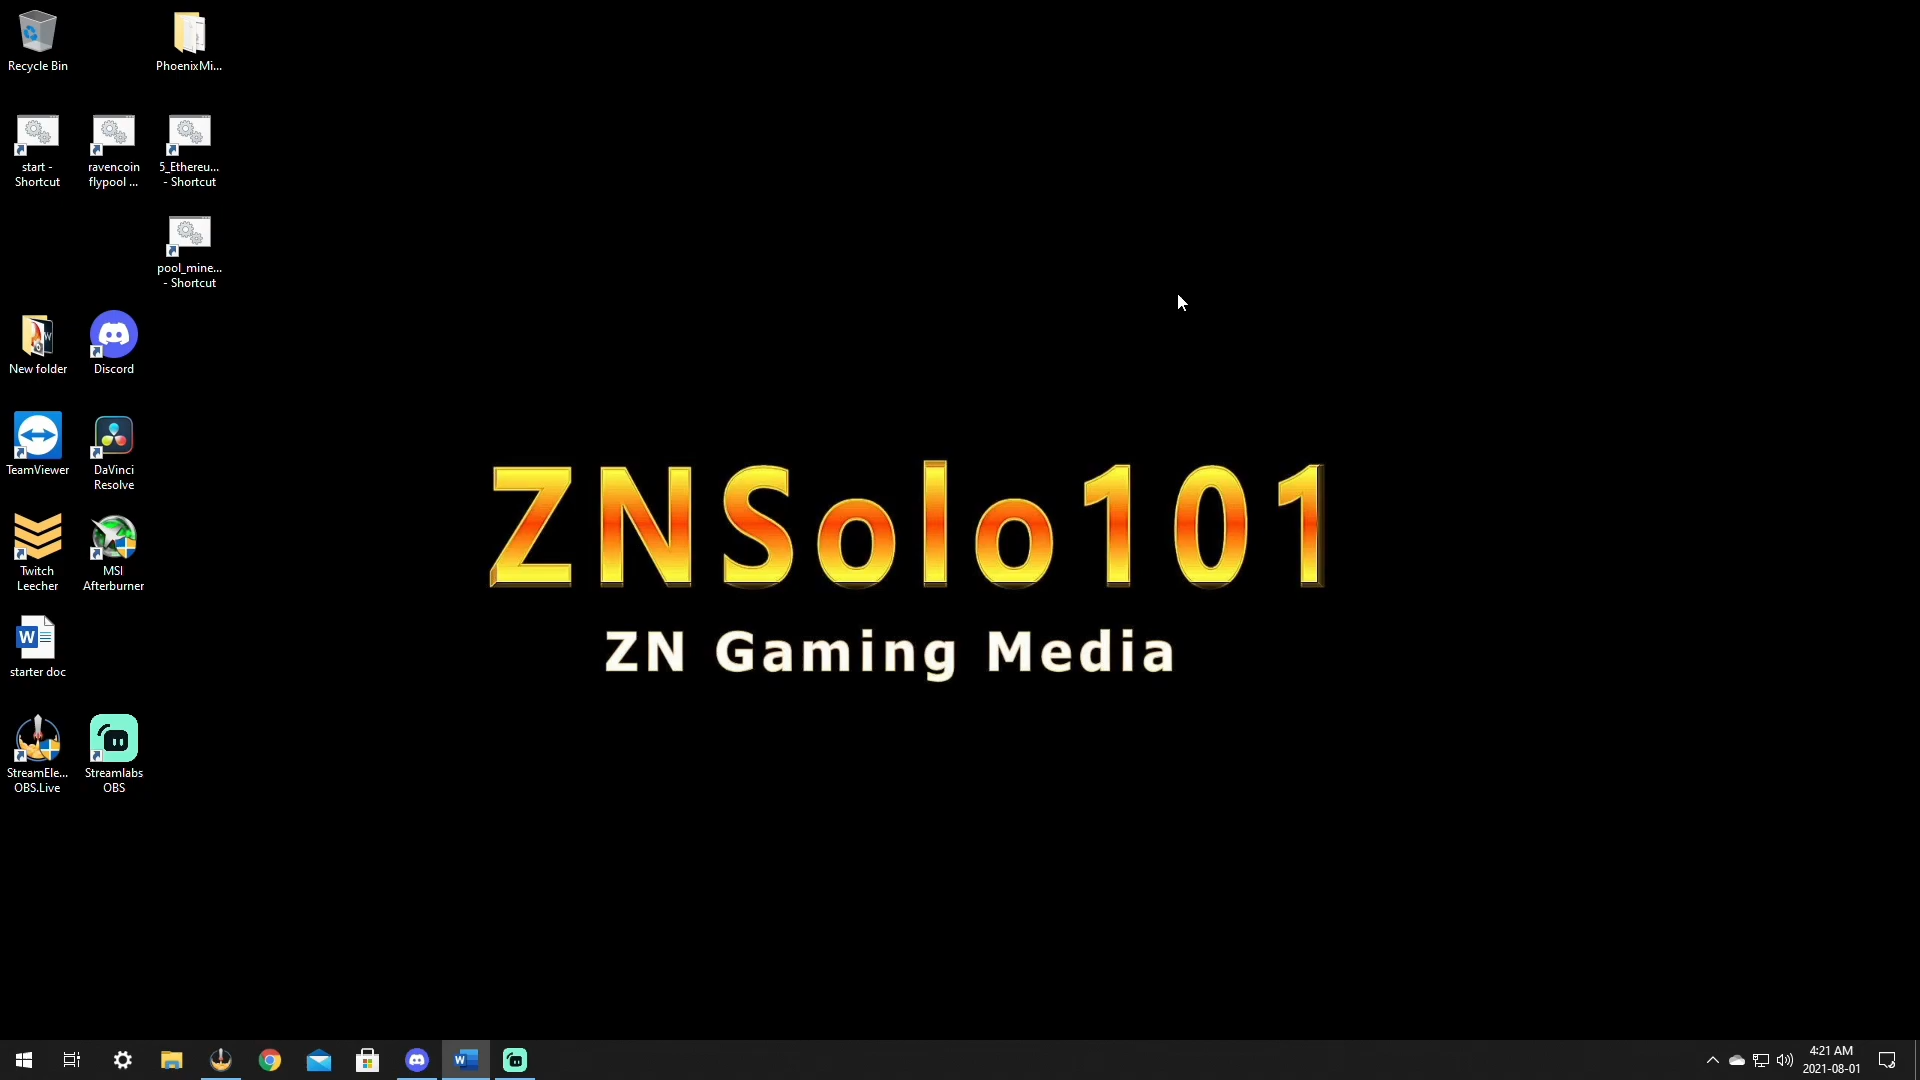 Recycle Bin
PhoenixMi...
start -
Shortcut
ravencoin
flypool ...
5_Ethereu...
- Shortcut
pool_mine...
- Shortcut
New folder
Discord
TeamViewer
DaVinci
Resolve
Twitch
Leecher
MSI
Afterburner
W
starter doc
StreamEle...
OBS.Live
Streamlabs
OBS
ZNSolo101
ZN Gaming Media
W
4:21 AM
2021-08-01